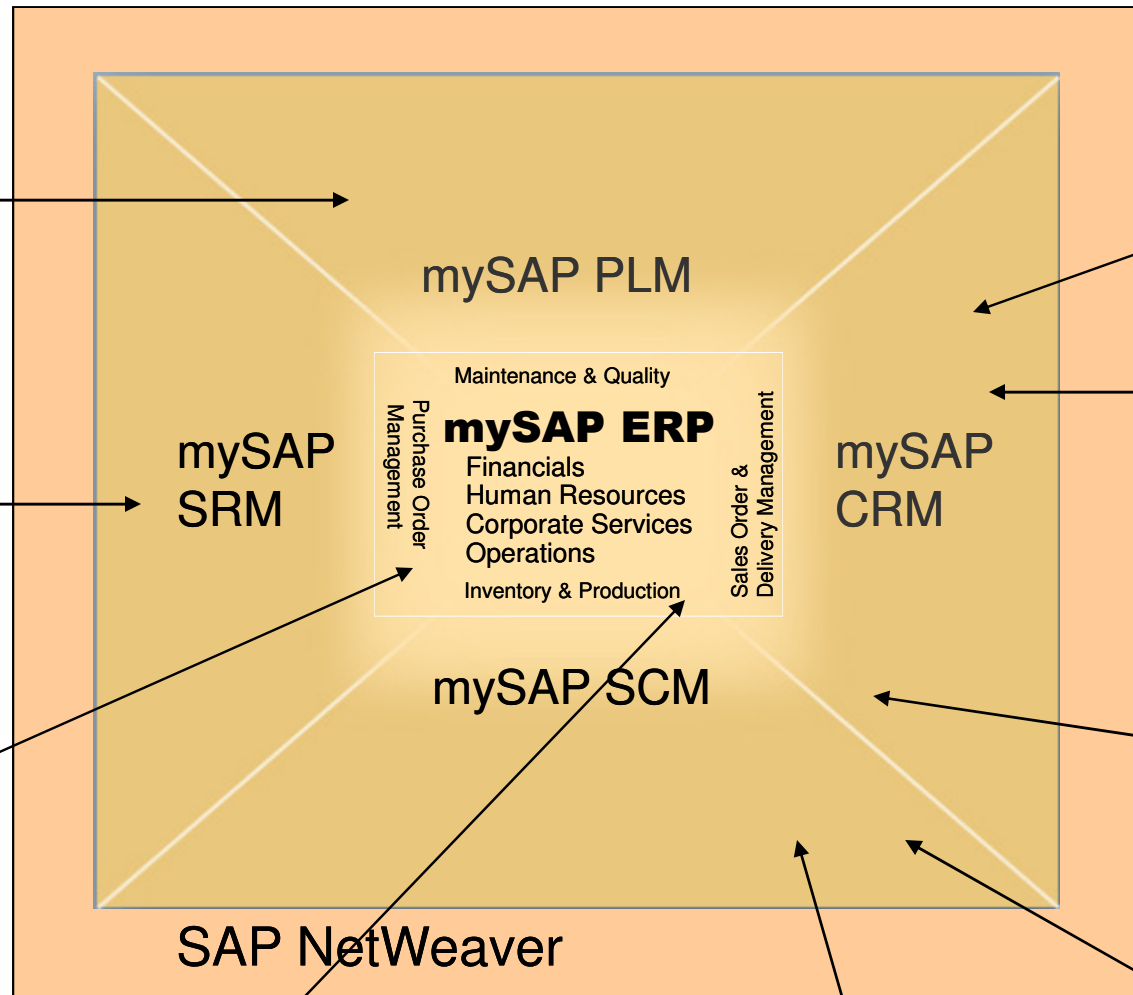 mySAP PLM
Maintenance & Quality
Purchase Order
Management
mySAP ERP
Financials
Human Resources
Corporate Services
Operations
Inventory & Production
Sales Order &
Delivery Management
mySAP
SRM
mySAP
CRM
mySAP SCM
SAP NetWeaver